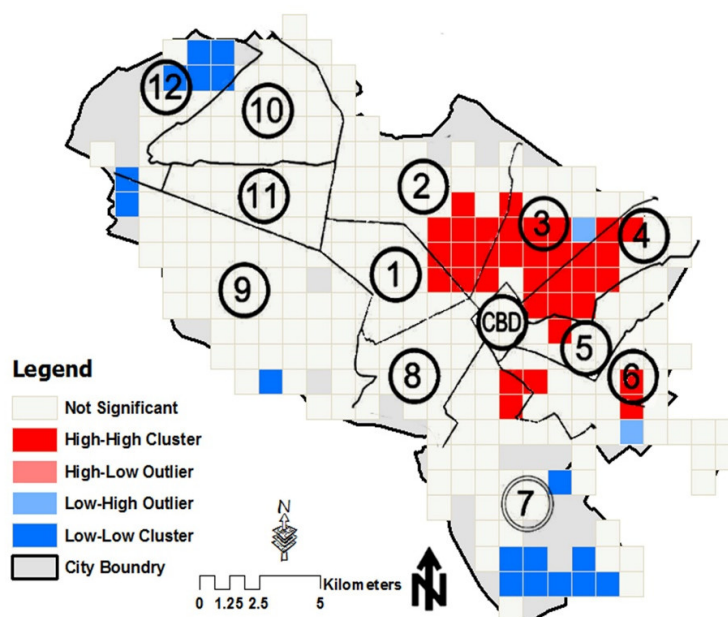 12
10
11
2
3
4
1
9
CBD
5
8
6
7
Legend
Not Significant
High-High Cluster
High-Low Outlier
Low-High Outlier
Low-Low Cluster
City Boundry
N
Kilometers
0 1.25 2.5 5
N